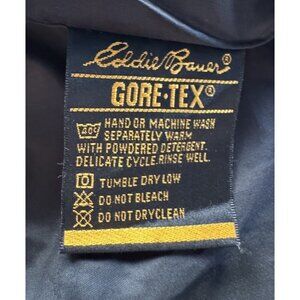 Eddie Bauer®
GORE-TEX®
40C HAND OR MACHINE WASH
SEPARATELY WARM
WITH POWDERED DETERGENT.
DELICATE CYCLE. RINSE WELL.
TUMBLE DRY LOW
DO NOT BLEACH
DO NOT DRYCLEAN